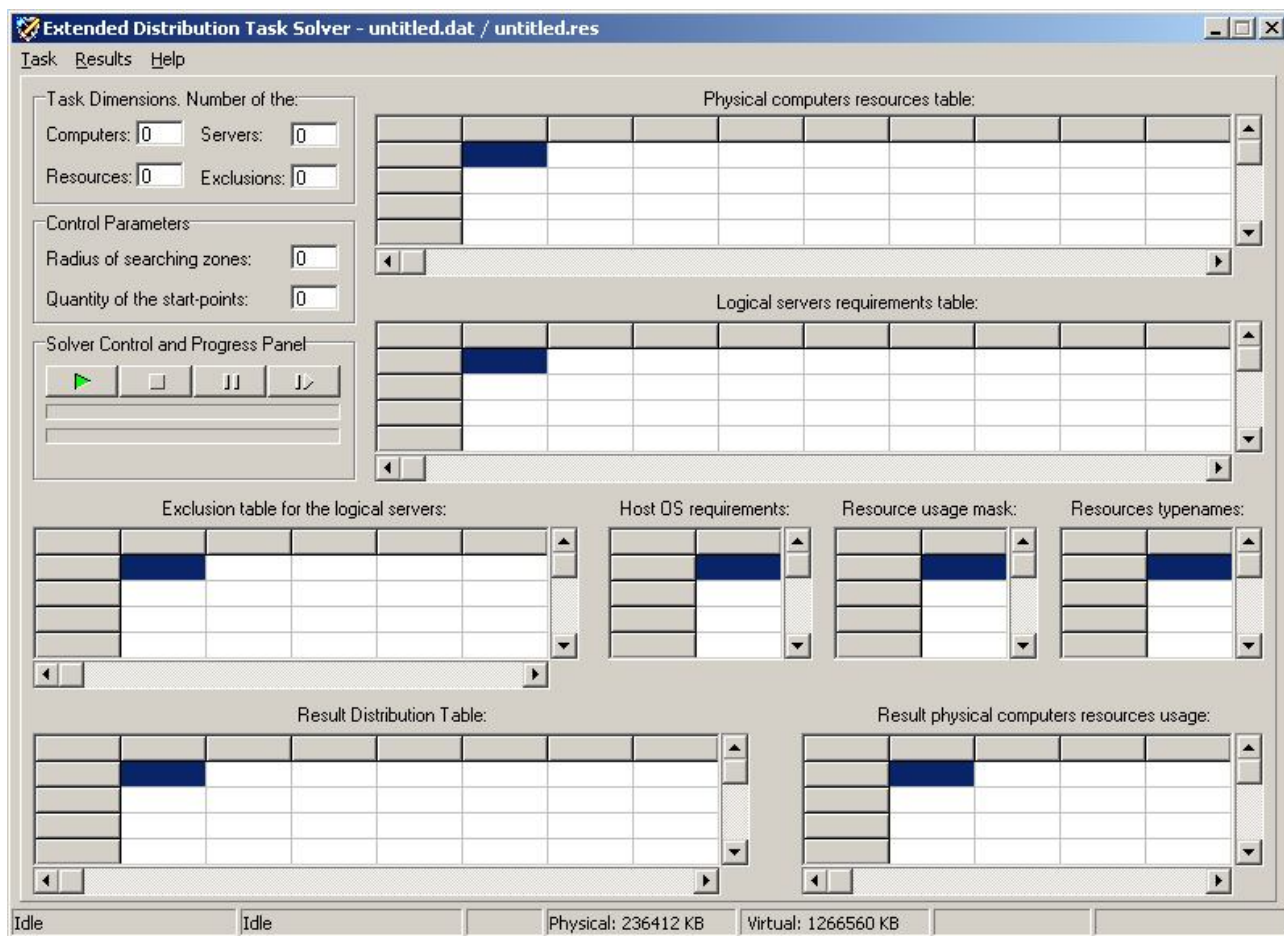 Extended Distribution Task Solver - untitled.dat / untitled.res
Task Results Help
Task Dimensions. Number of the:
Computers: 0 Servers: 0
Resources: 0 Exclusions: 0
Control Parameters
Radius of searching zones: 0
Quantity of the start-points: 0
Solver Control and Progress Panel
Physical computers resources table:
Logical servers requirements table:
Exclusion table for the logical servers:
Host OS requirements:
Resource usage mask:
Resources typenames:
Result Distribution Table:
Result physical computers resources usage:
Idle Idle Physical: 236412 KB Virtual: 1266560 KB